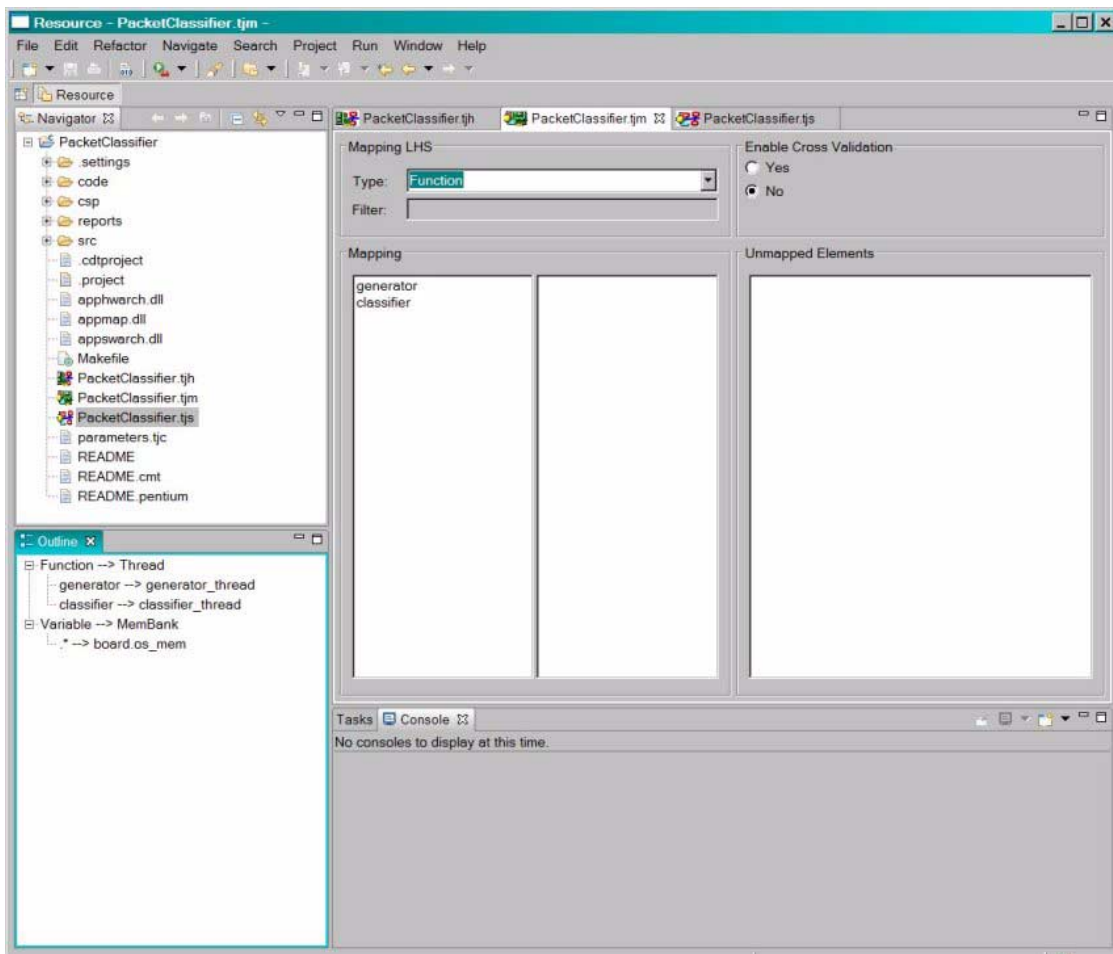 Resource - PacketClassifier.tjm -
File Edit Refactor Navigate Search Project Run Window Help
Resource
Navigator
PacketClassifier
.settings
code
csp
reports
src
.cdtproject
.project
apphwarch.dll
appmap.dll
appswarch.dll
Makefile
PacketClassifier.tjh
PacketClassifier.tjm
PacketClassifier.tjs
parameters.tjc
README
README.cmt
README.pentium
Outline
Function --> Thread
generator --> generator_thread
classifier --> classifier_thread
Variable --> MemBank
.* --> board.os_mem
PacketClassifier.tjh PacketClassifier.tjm PacketClassifier.tjs
Mapping LHS
Type: Function
Filter:
Enable Cross Validation
Yes
No
Mapping
generator
classifier
Unmapped Elements
Tasks Console
No consoles to display at this time.